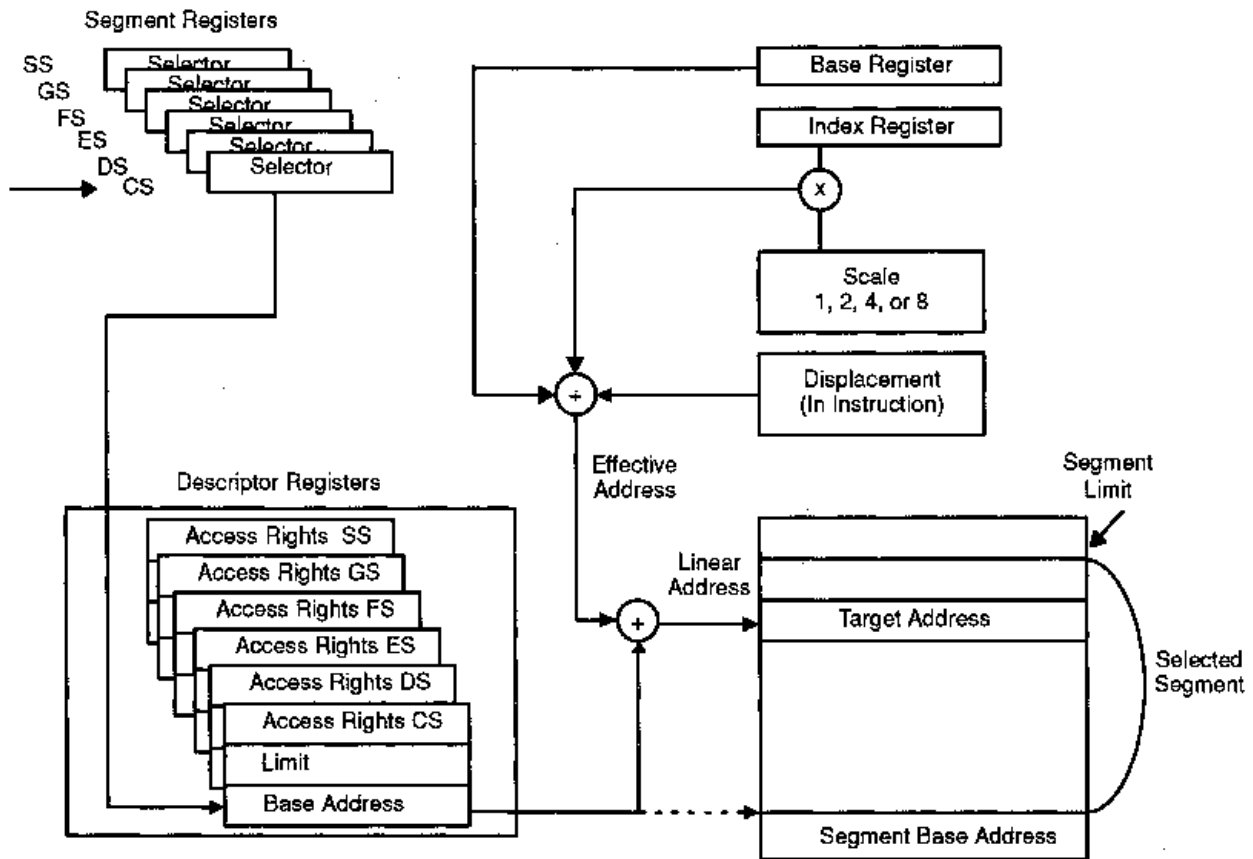 Segment Registers
SS
GS
FS
ES
DS
CS
Selector
Selector
Selector
Selector
Selector
Selector
Base Register
Index Register
x
Scale
1, 2, 4, or 8
Displacement
(In Instruction)
+
Effective
Address
Segment
Limit
Descriptor Registers
Access Rights SS
Access Rights GS
Access Rights FS
Access Rights ES
Access Rights DS
Access Rights CS
Limit
Base Address
Linear
Address
+
Target Address
Selected
Segment
Segment Base Address